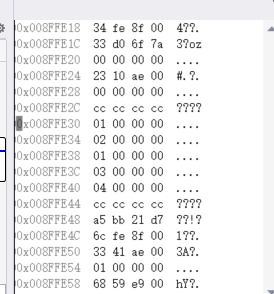 0x008FFE18 34 fe 8f 00 4??.
0x008FFE1C 33 d0 6f 7a 3?oz
0x008FFE20 00 00 00 00 ....
0x008FFE24 23 10 ae 00 #.?.
0x008FFE28 00 00 00 00 ....
0x008FFE2C cc cc cc cc ????
0x008FFE30 01 00 00 00 ....
0x008FFE34 02 00 00 00 ....
0x008FFE38 01 00 00 00 ....
0x008FFE3C 03 00 00 00 ....
0x008FFE40 04 00 00 00 ....
0x008FFE44 cc cc cc cc ????
0x008FFE48 a5 bb 21 d7 ??!?
0x008FFE4C 6c fe 8f 00 l??.
0x008FFE50 33 41 ae 00 3A?.
0x008FFE54 01 00 00 00 ....
0x008FFE58 68 59 e9 00 hY?.